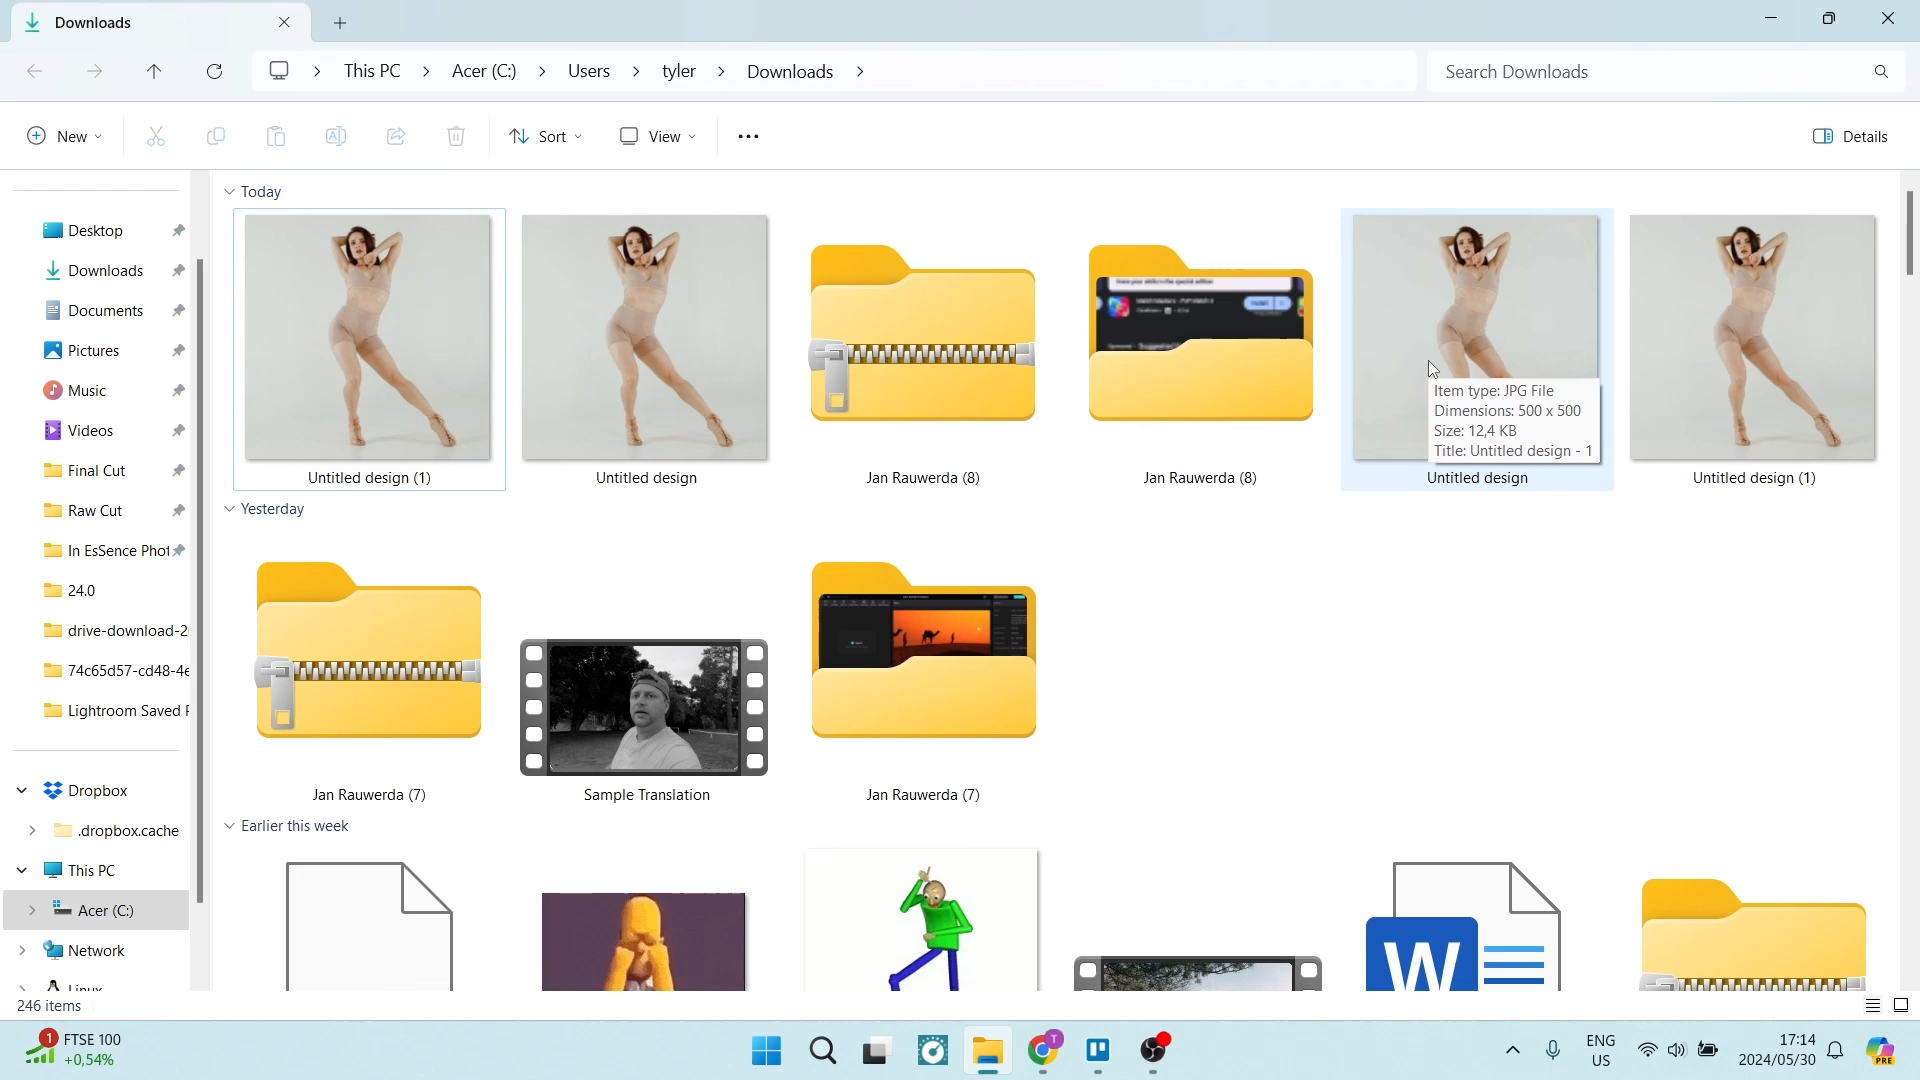 Downloads
This PC > Acer (C:) > Users > tyler > Downloads >
Search Downloads
New
Sort
View
Details
Desktop
Downloads
Documents
Pictures
Music
Videos
Final Cut
Raw Cut
In EsSence Phot
24.0
drive-download-2
74c65d57-cd48-4e
Lightroom Saved P
Dropbox
.dropbox.cache
This PC
Acer (C:)
Network
Linux
Today
Untitled design (1)
Untitled design
Jan Rauwerda (8)
Jan Rauwerda (8)
Item type: JPG File
Dimensions: 500 x 500
Size: 12,4 KB
Title: Untitled design - 1
Untitled design
Untitled design (1)
Yesterday
Jan Rauwerda (7)
Sample Translation
Jan Rauwerda (7)
Earlier this week
W
246 items
1
FTSE 100
+0,54%
T
ENG
US
17:14
2024/05/30
PRE